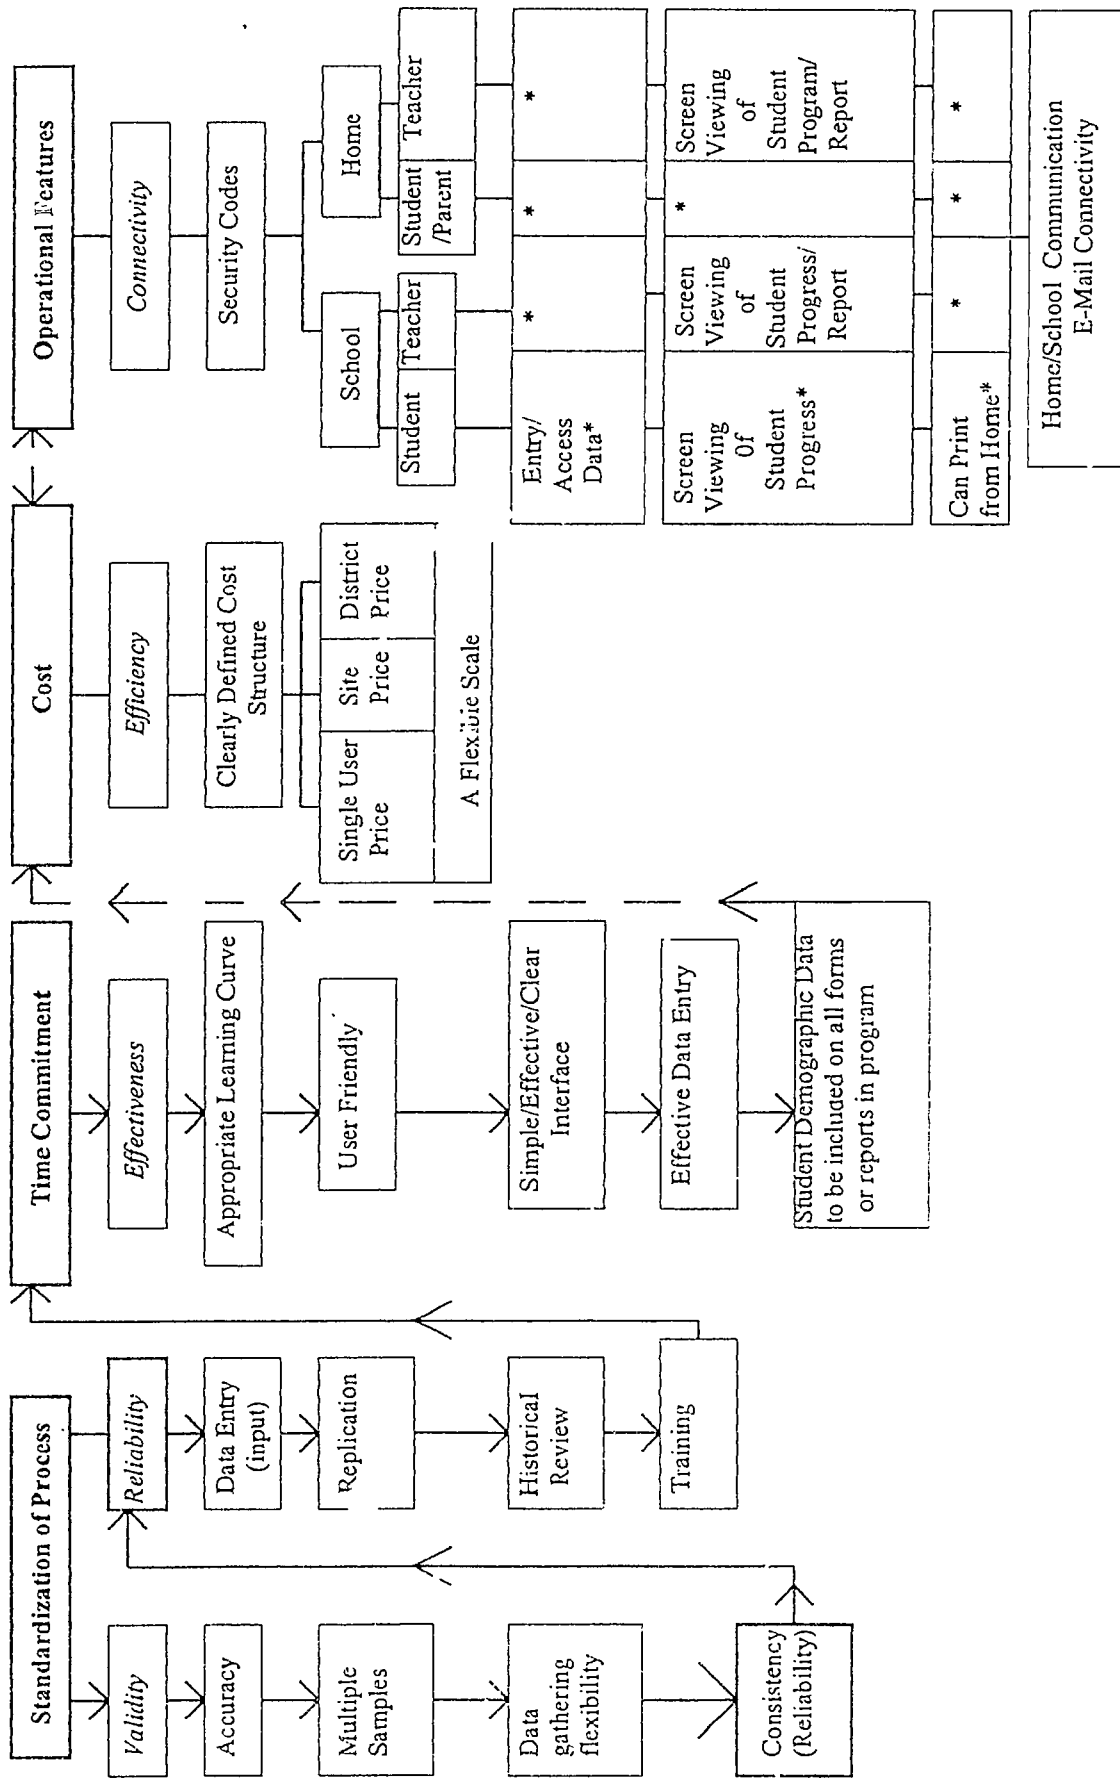 Standardization of Process
Validity
Accuracy
Multiple
Samples
Data
gathering
flexibility
Consistency
(Reliability)
Reliability
Data Entry
(input)
Replication
Historical
Review
Training
Time Commitment
Effectiveness
Appropriate Learning Curve
User Friendly
Simple/Effective/Clear
Interface
Effective Data Entry
Student Demographic Data
to be included on all forms
or reports in program
Cost
Efficiency
Clearly Defined Cost
Structure
Single User
Price
Site
Price
District
Price
A Flexible Scale
Operational Features
Connectivity
Security Codes
School
Home
Student
Teacher
Student
/Parent
Teacher
Entry/
Access
Data*
*
*
*
Screen
Viewing
Of
Student
Progress*
Screen
Viewing
of
Student
Progress/
Report
*
Screen
Viewing
of
Student
Program/
Report
Can Print
from Home*
*
*
*
Home/School Communication
E-Mail Connectivity